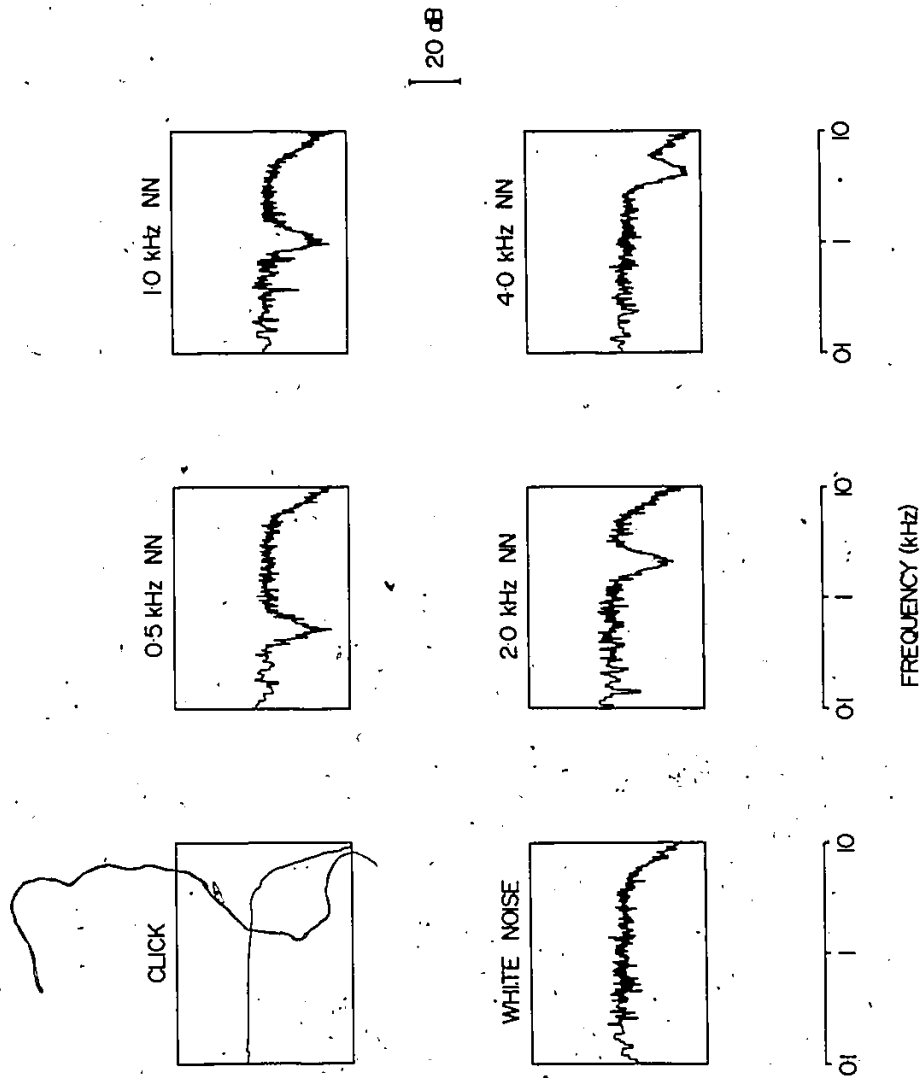 CLICK
0·5 kHz NN
1·0 kHz NN
20 dB
WHITE NOISE
2·0 kHz NN
4·0 kHz NN
0·1 1 10
0·1 1 10
0·1 1 10
FREQUENCY (kHz)